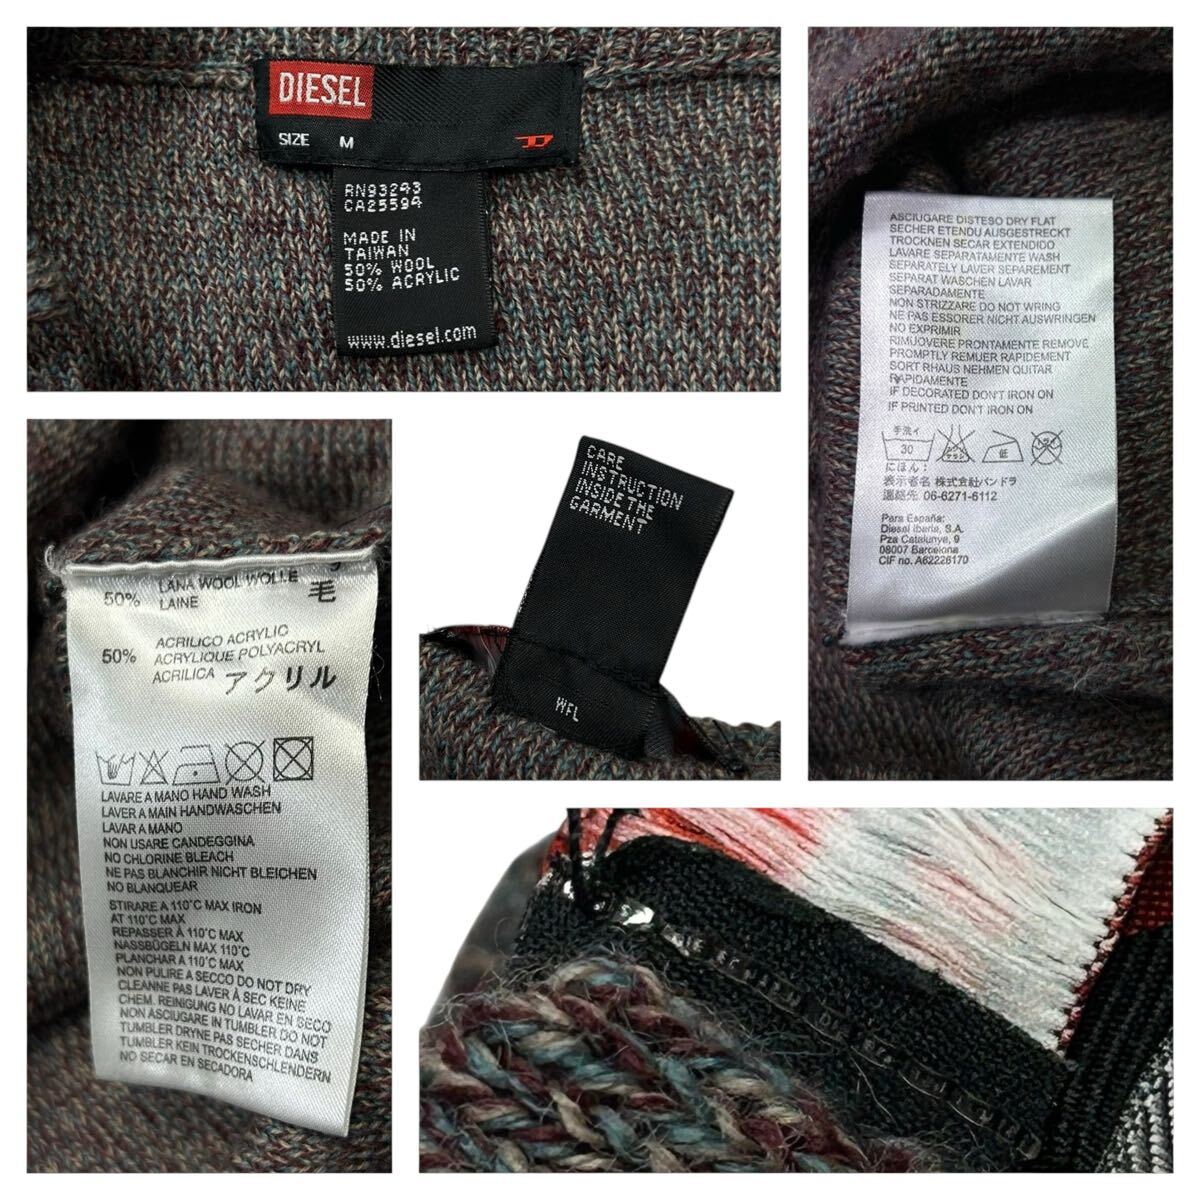 DIESEL
SIZE M
RN93243
CA25594
MADE IN
TAIWAN
50% WOOL
50% ACRYLIC
www.diesel.com
ASCIUGARE DISTESO DRY FLAT
SECHER ETENDU AUSGESTRECKT
TROCKNEN SECAR EXTENDIDO
LAVARE SEPARATAMENTE WASH
SEPARATELY LAVER SEPAREMENT
SEPARAT WASCHEN LAVAR
SEPARADAMENTE
NON STRIZZARE DO NOT WRING
NE PAS ESSORER NICHT AUSWRINGEN
NO EXPRIMIR
RIMUOVERE PRONTAMENTE REMOVE
PROMPTLY REMUER RAPIDEMENT
SORT RHAUS NEHMEN QUITAR
RAPIDAMENTE
IF DECORATED DON'T IRON ON
IF PRINTED DON'T IRON ON
手洗イ
30
低
にほん:
表示者名 株式会社パンドラ
連絡先 06-6271-6112
Para España:
Diesel Iberia, S.A.
Pza Catalunya, 9
08007 Barcelona
CIF no. A62226170
50% LANA WOOL WOLLE
LAINE 毛
50% ACRILICO ACRYLIC
ACRYLIQUE POLYACRYL
ACRILICA アクリル
LAVARE A MANO HAND WASH
LAVER A MAIN HANDWASCHEN
LAVAR A MANO
NON USARE CANDEGGINA
NO CHLORINE BLEACH
NE PAS BLANCHIR NICHT BLEICHEN
NO BLANQUEAR
STIRARE A 110°C MAX IRON
AT 110°C MAX
REPASSER À 110°C MAX
NASSBÜGELN MAX 110°C
PLANCHAR A 110°C MAX
NON PULIRE A SECCO DO NOT DRY
CLEANNE PAS LAVER À SEC KEINE
CHEM. REINIGUNG NO LAVAR EN SECO
NON ASCIUGARE IN TUMBLER DO NOT
TUMBLER DRYNE PAS SECHER DANS
TUMBLER KEIN TROCKENSCHLENDERN
NO SECAR EN SECADORA
CARE
INSTRUCTION
INSIDE THE
GARMENT
WFL